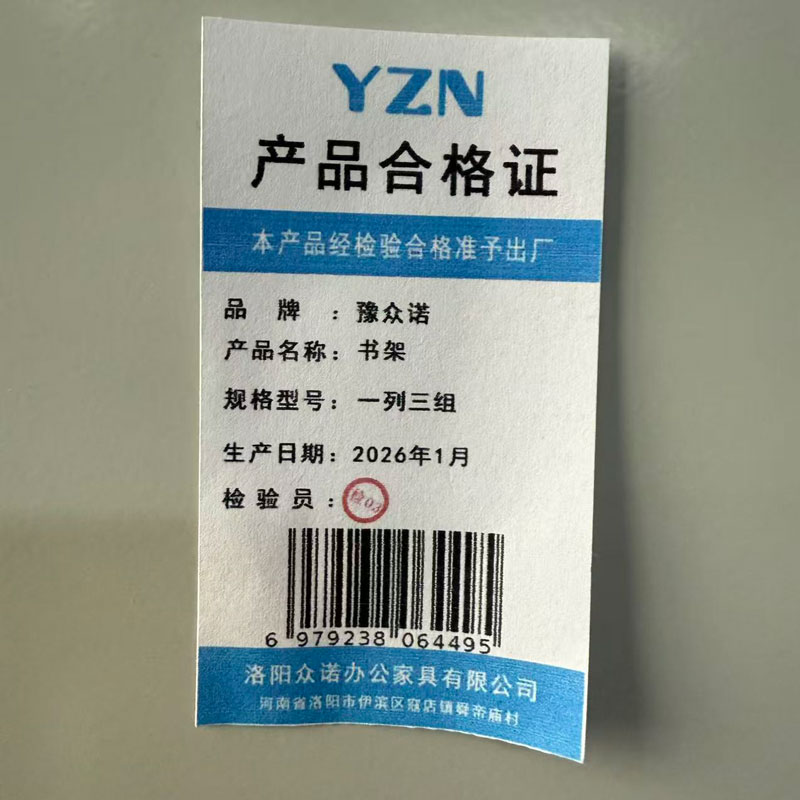 YZN
产品合格证
本产品经检验合格准予出厂
品牌：豫众诺
产品名称：书架
规格型号：一列三组
生产日期：2026年1月
检验员：检03
6 979238 064495
洛阳众诺办公家具有限公司
河南省洛阳市伊滨区寇店镇舜帝庙村